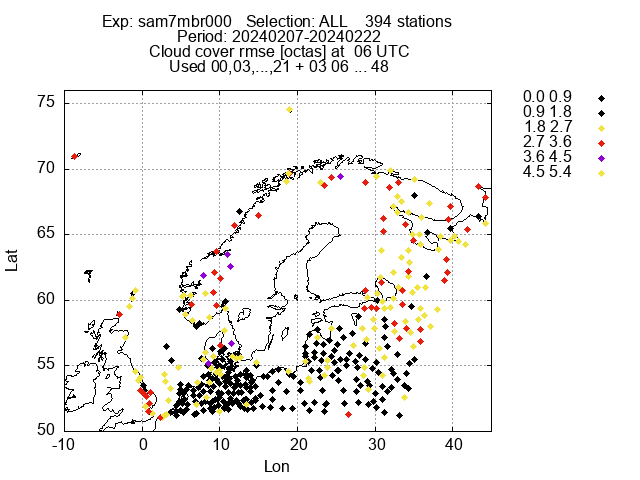 Exp: sam7mbr000 Selection: ALL 394 stations
Period: 20240207-20240222
Cloud cover rmse [octas] at 06 UTC
Used 00,03,...,21 + 03 06 ... 48
0.0 0.9
0.9 1.8
1.8 2.7
2.7 3.6
3.6 4.5
4.5 5.4
75
70
65
60
55
50
Lat
-10 0 10 20 30 40
Lon